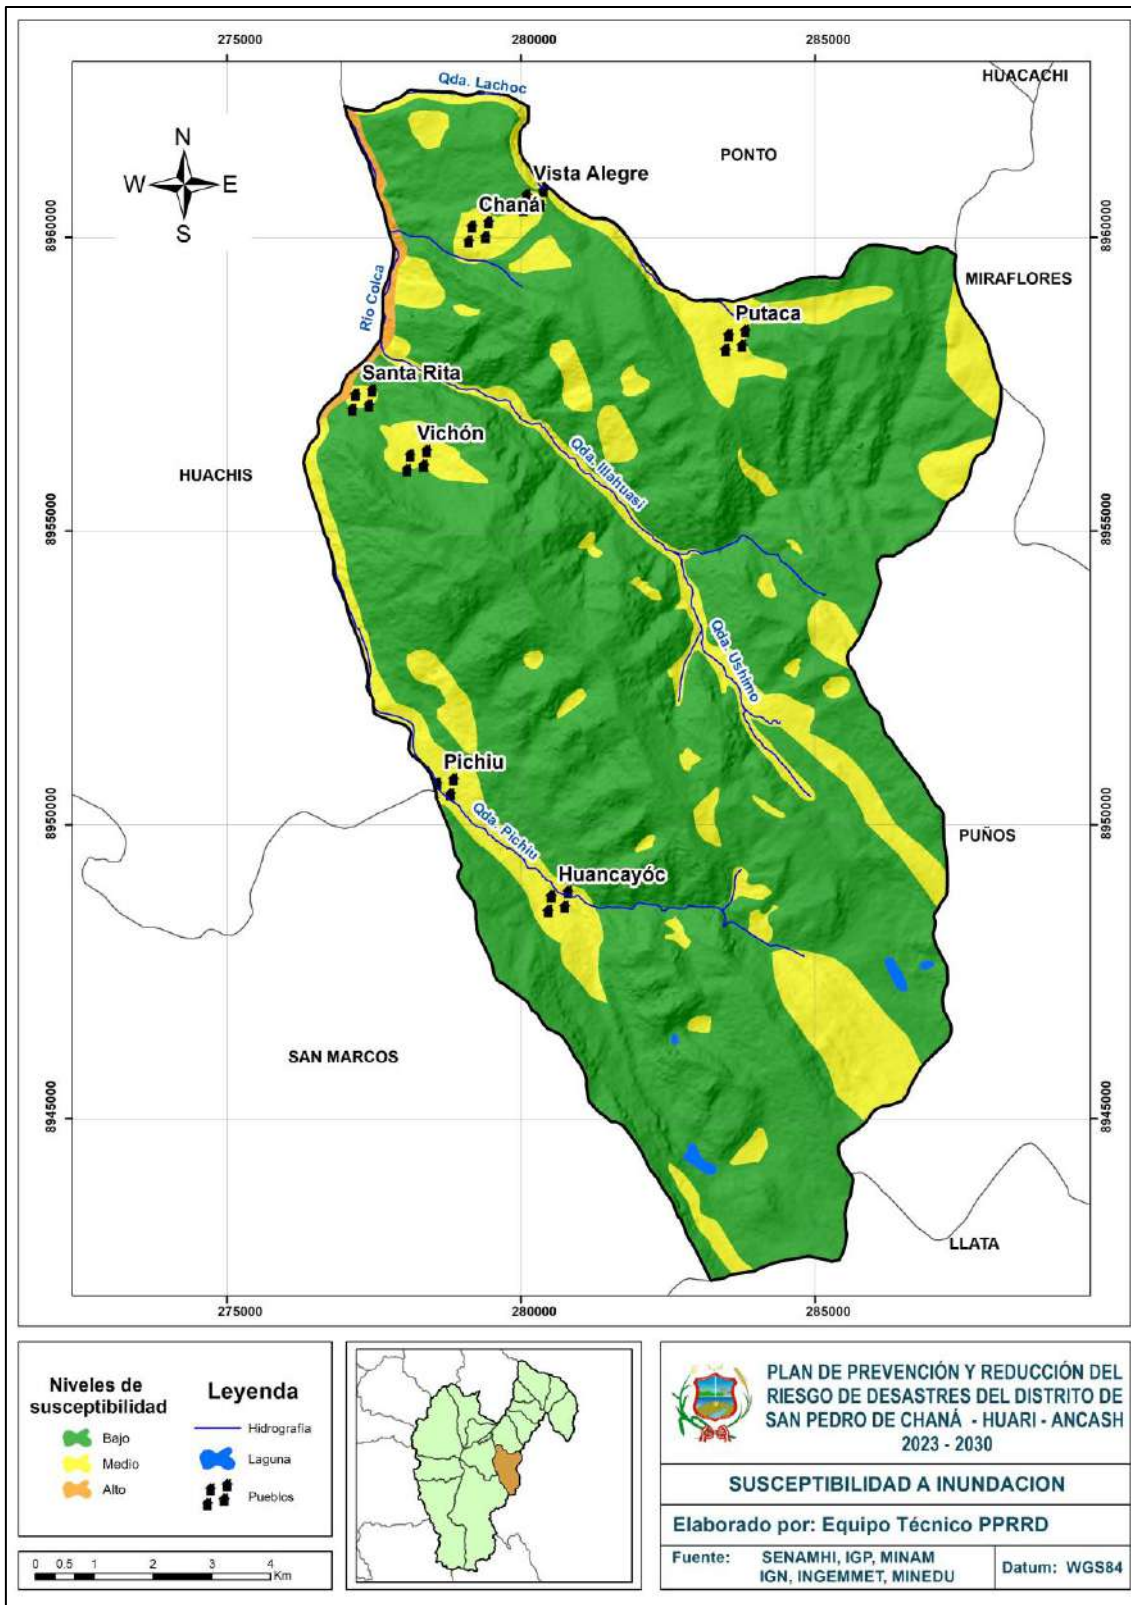 275000
280000
285000
HUACACHI
Qda. Lachoc
N
W
E
S
PONTO
Vista Alegre
Chaná
8960000
8960000
MIRAFLORES
Río Colca
Putaca
Santa Rita
Vichón
Qda. Illahuasi
HUACHIS
8955000
8955000
Qda. Ushimo
Pichiu
Qda. Pichiu
8950000
8950000
PUÑOS
Huancayóc
SAN MARCOS
8945000
8945000
LLATA
275000
280000
285000
Niveles de
susceptibilidad
Bajo
Medio
Alto
Leyenda
Hidrografía
Laguna
Pueblos
0 0.5 1 2 3 4
Km
PLAN DE PREVENCIÓN Y REDUCCIÓN DEL
RIESGO DE DESASTRES DEL DISTRITO DE
SAN PEDRO DE CHANÁ - HUARI - ANCASH
2023 - 2030
SUSCEPTIBILIDAD A INUNDACION
Elaborado por: Equipo Técnico PPRRD
Fuente: SENAMHI, IGP, MINAM
IGN, INGEMMET, MINEDU
Datum: WGS84